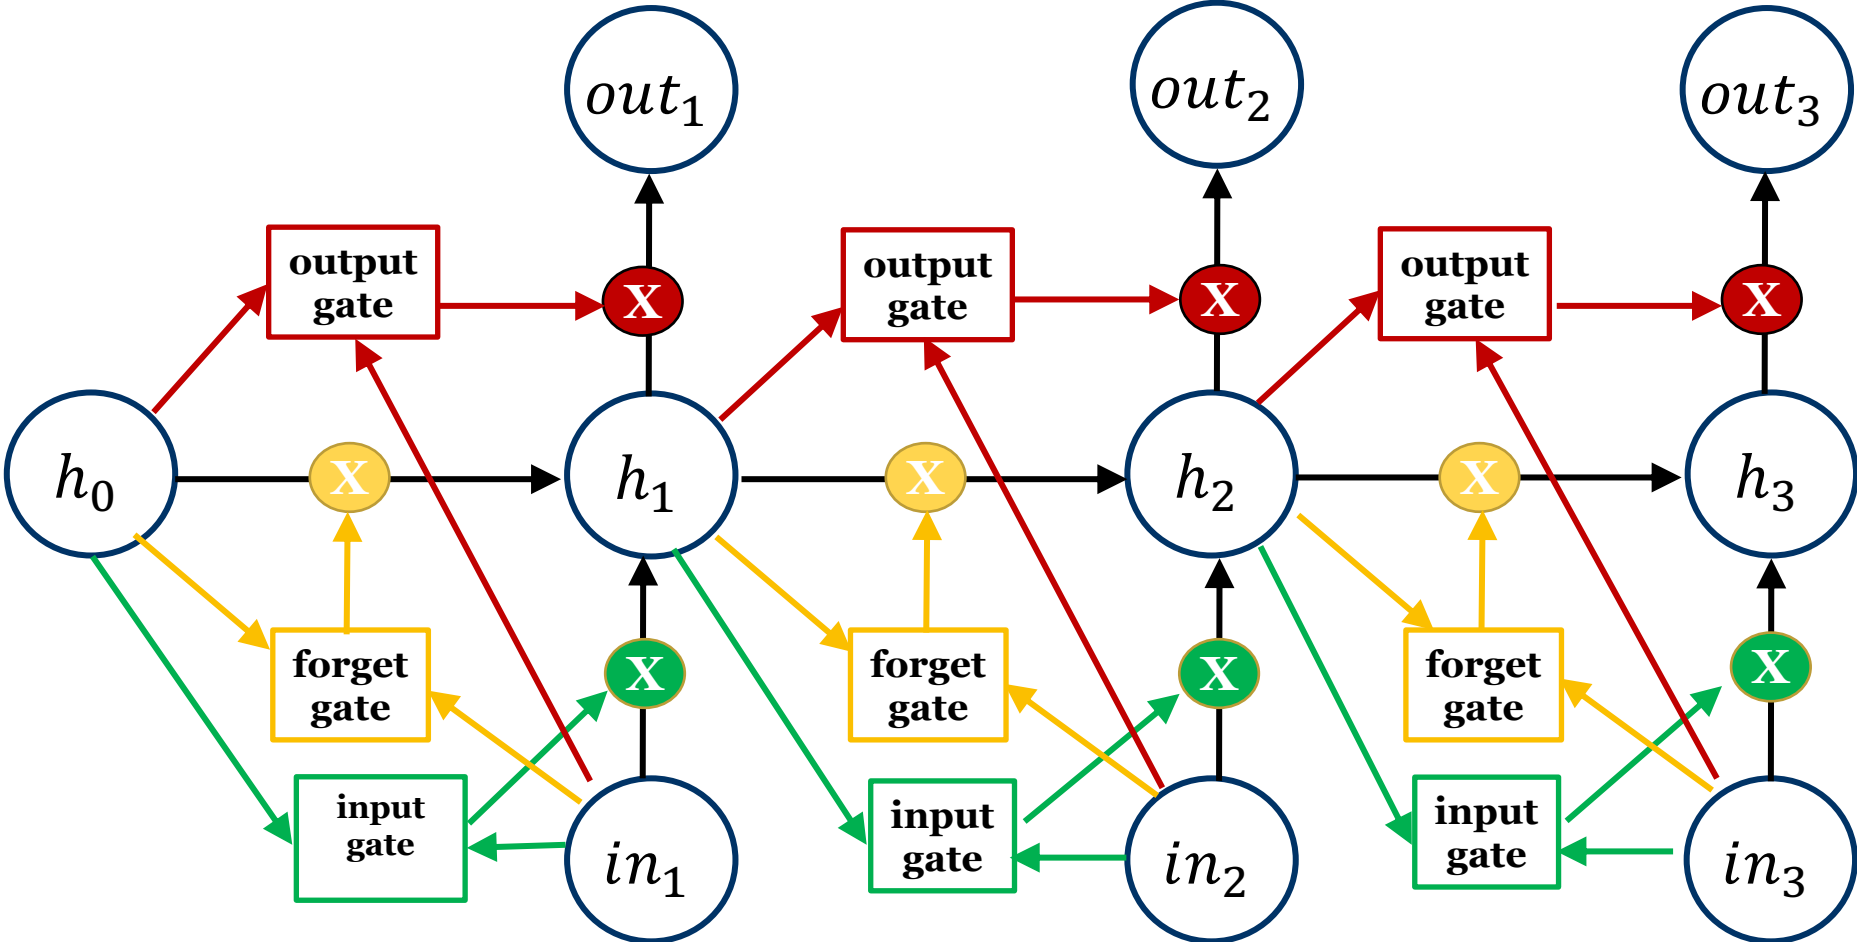 out₁
out₂
out₃
output
gate
X
output
gate
X
output
gate
X
h₀
X
h₁
X
h₂
X
h₃
forget
gate
X
forget
gate
X
forget
gate
X
input
gate
in₁
input
gate
in₂
input
gate
in₃